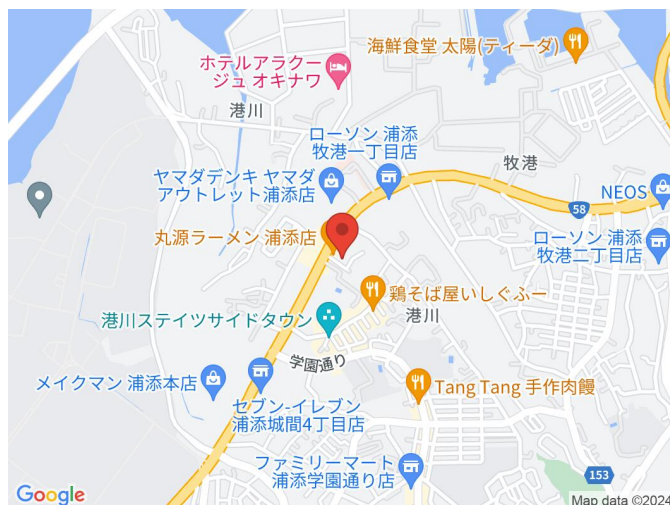 海鮮食堂 太陽(ティーダ)
ホテルアラクー
ジュ オキナワ
港川
ローソン 浦添
牧港一丁目店
牧港
ヤマダデンキ ヤマダ
アウトレット浦添店
NEOS
58
丸源ラーメン 浦添店
ローソン 浦添
牧港二丁目店
鶏そば屋いしぐふー
港川ステイツサイドタウン
港川
学園通り
メイクマン 浦添本店
Tang Tang 手作肉饅
セブン-イレブン
浦添城間4丁目店
ファミリーマート
浦添学園通り店
153
Google
Map data ©2024